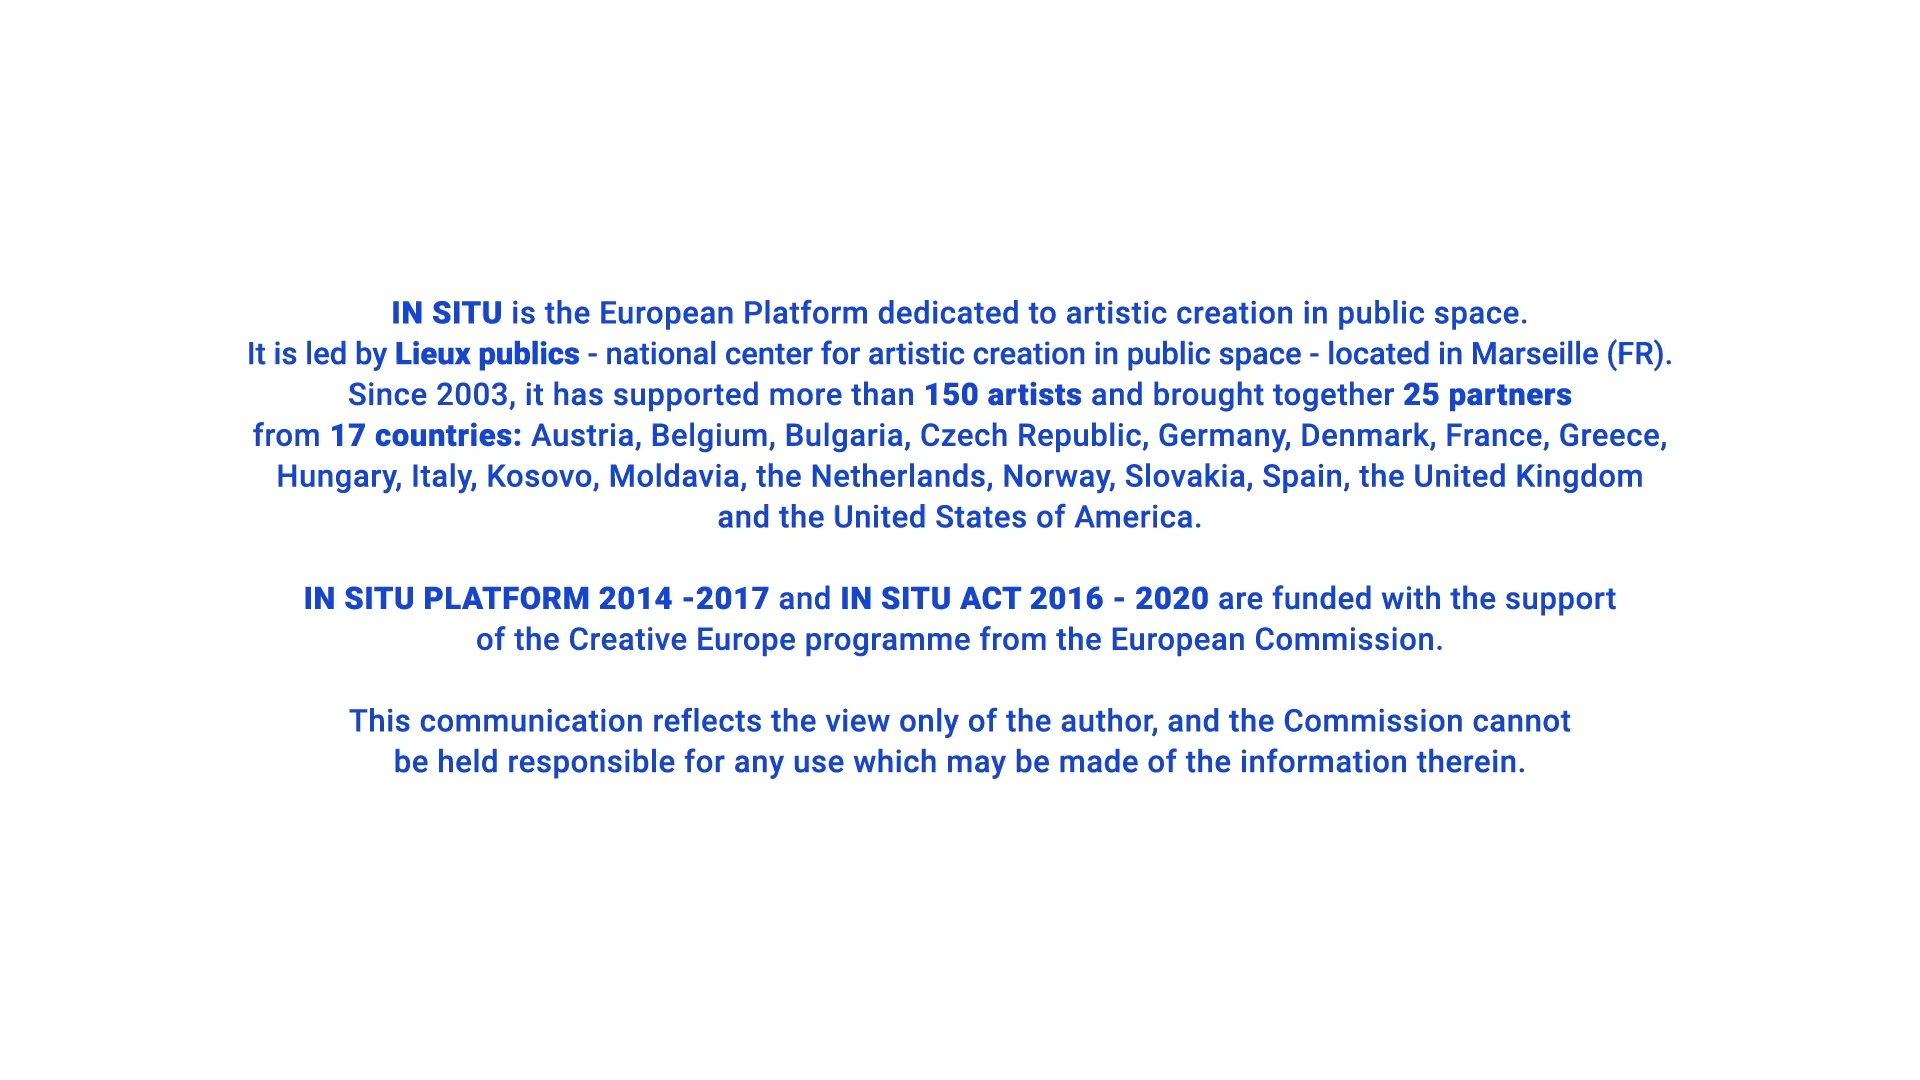 IN SITU is the European Platform dedicated to artistic creation in public space.
It is led by Lieux publics - national center for artistic creation in public space - located in Marseille (FR).
Since 2003, it has supported more than 150 artists and brought together 25 partners
from 17 countries: Austria, Belgium, Bulgaria, Czech Republic, Germany, Denmark, France, Greece,
Hungary, Italy, Kosovo, Moldavia, the Netherlands, Norway, Slovakia, Spain, the United Kingdom
and the United States of America.
IN SITU PLATFORM 2014 -2017 and IN SITU ACT 2016 - 2020 are funded with the support
of the Creative Europe programme from the European Commission.
This communication reflects the view only of the author, and the Commission cannot
be held responsible for any use which may be made of the information therein.